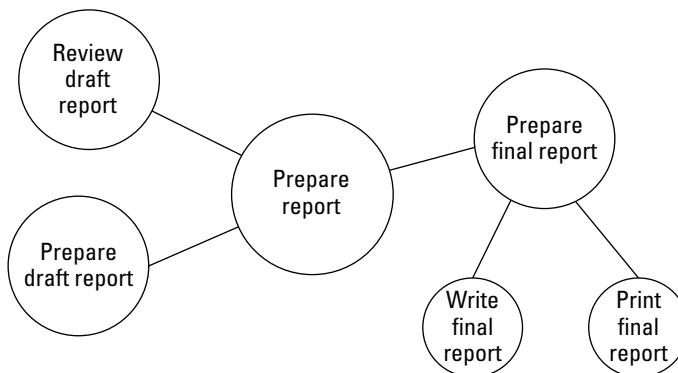 Review
draft
report
Prepare
final report
Prepare
report
Prepare
draft report
Write
final
report
Print
final
report